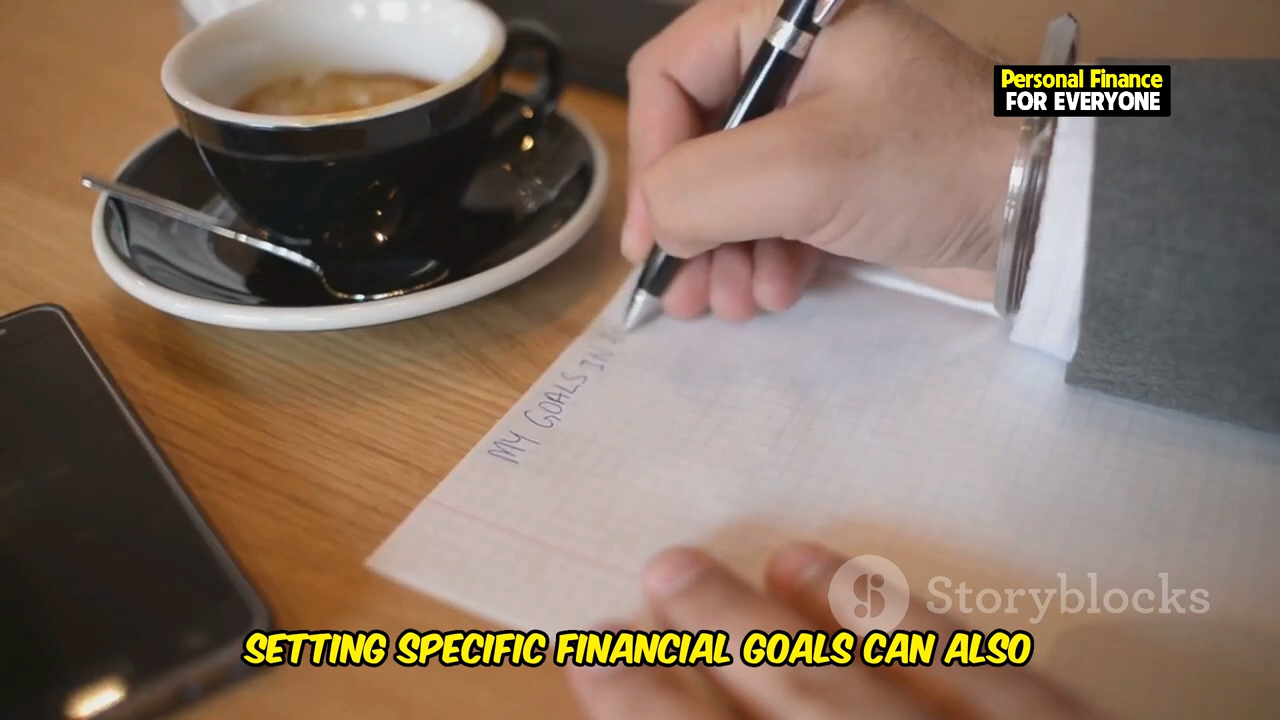 Personal Finance
FOR EVERYONE
MY GOALS IN
Storyblocks
SETTING SPECIFIC FINANCIAL GOALS CAN ALSO